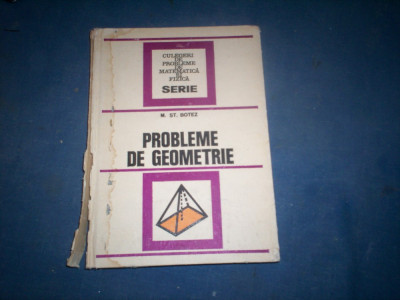 CULEGERI
DE
PROBLEME
DE
MATEMATICĂ
ȘI
FIZICĂ
SERIE
M. ST. BOTEZ
PROBLEME
DE GEOMETRIE